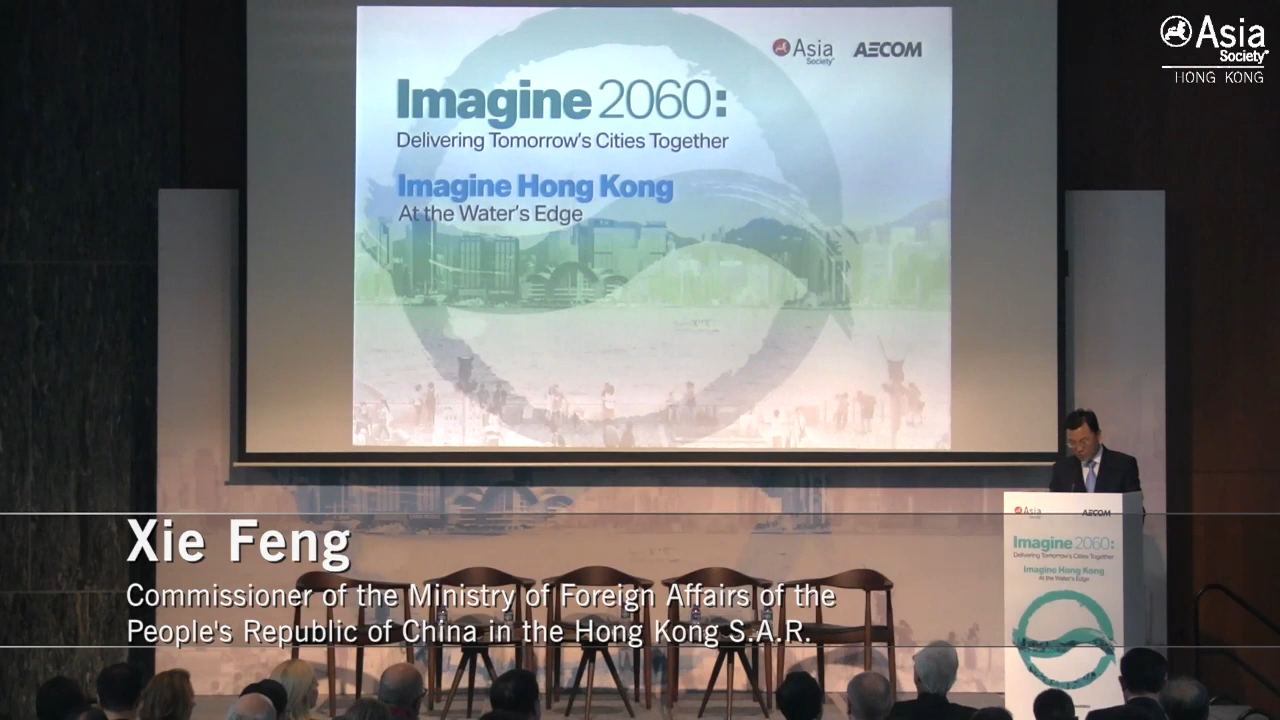 Asia
Society
HONG KONG
Asia
Society
AECOM
Imagine 2060:
Delivering Tomorrow's Cities Together
Imagine Hong Kong
At the Water's Edge
Xie Feng
Commissioner of the Ministry of Foreign Affairs of the
People's Republic of China in the Hong Kong S.A.R.
Asia
AECOM
Imagine 2060:
Delivering Tomorrow's Cities Together
Imagine Hong Kong
At the Water's Edge